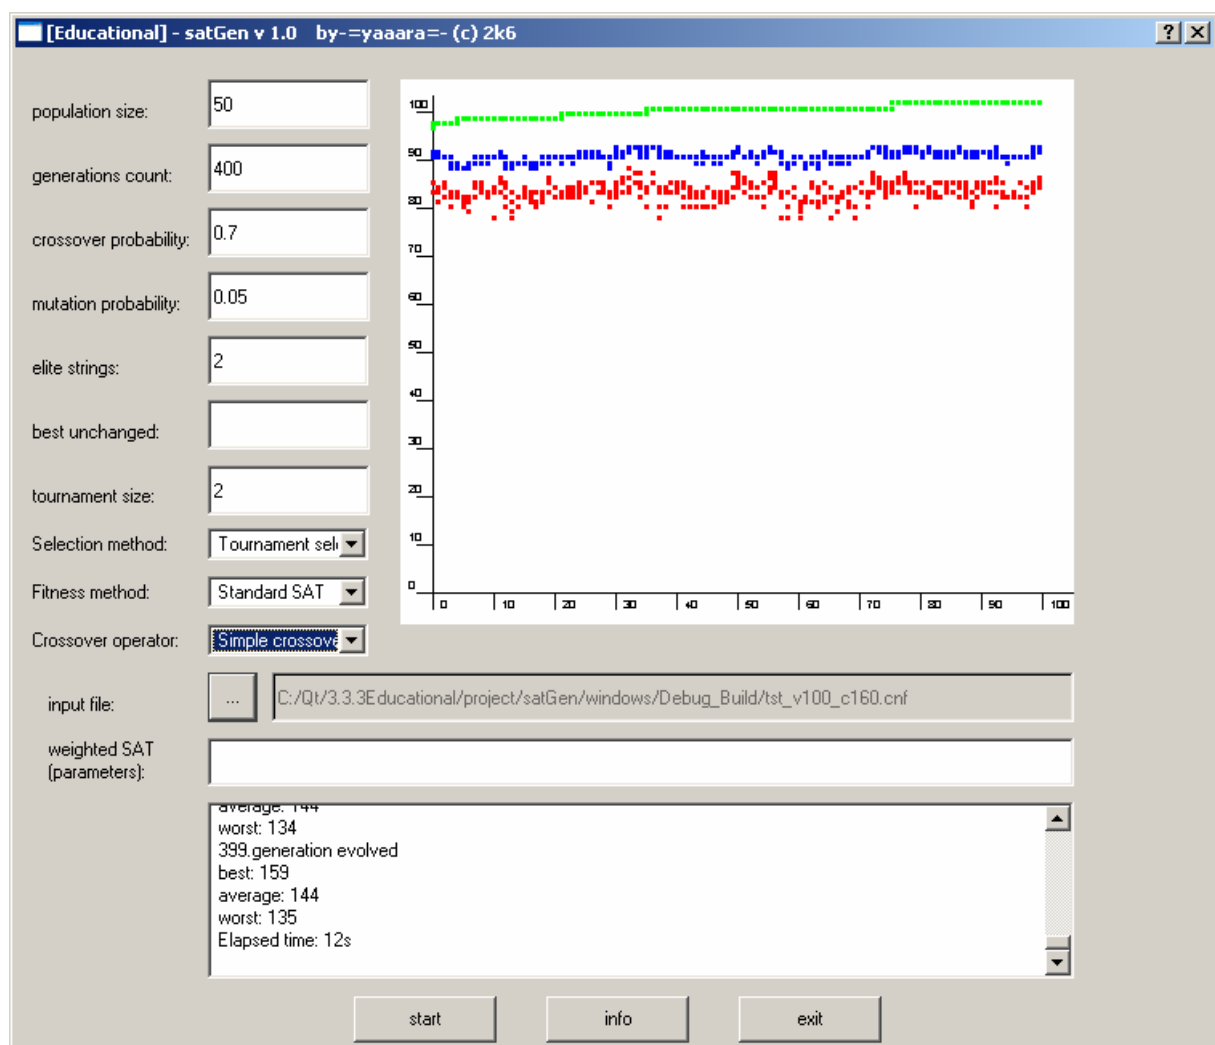 [Educational] - satGen v 1.0 by-=yaaara=- (c) 2k6
population size: 50
generations count: 400
crossover probability: 0.7
mutation probability: 0.05
elite strings: 2
best unchanged:
tournament size: 2
Selection method: Tournament sel
Fitness method: Standard SAT
Crossover operator: Simple crossove
100
90
80
70
60
50
40
30
20
10
0
0 10 20 30 40 50 60 70 80 90 100
input file: ... C:/Qt/3.3.3Educational/project/satGen/windows/Debug_Build/tst_v100_c160.cnf
weighted SAT
(parameters):
average: 144
worst: 134
399.generation evolved
best: 159
average: 144
worst: 135
Elapsed time: 12s
start info exit